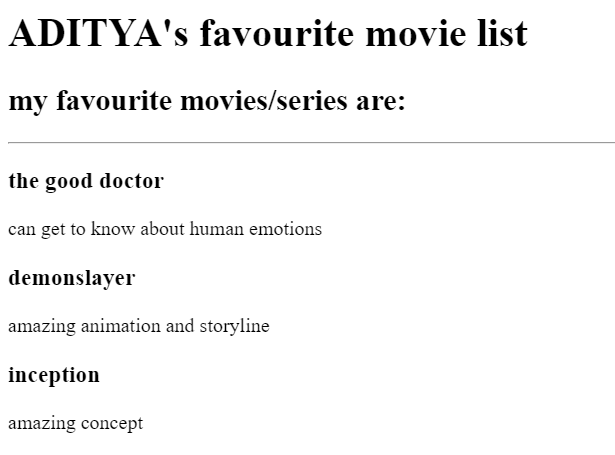 ADITYA's favourite movie list
my favourite movies/series are:
the good doctor
can get to know about human emotions
demonslayer
amazing animation and storyline
inception
amazing concept